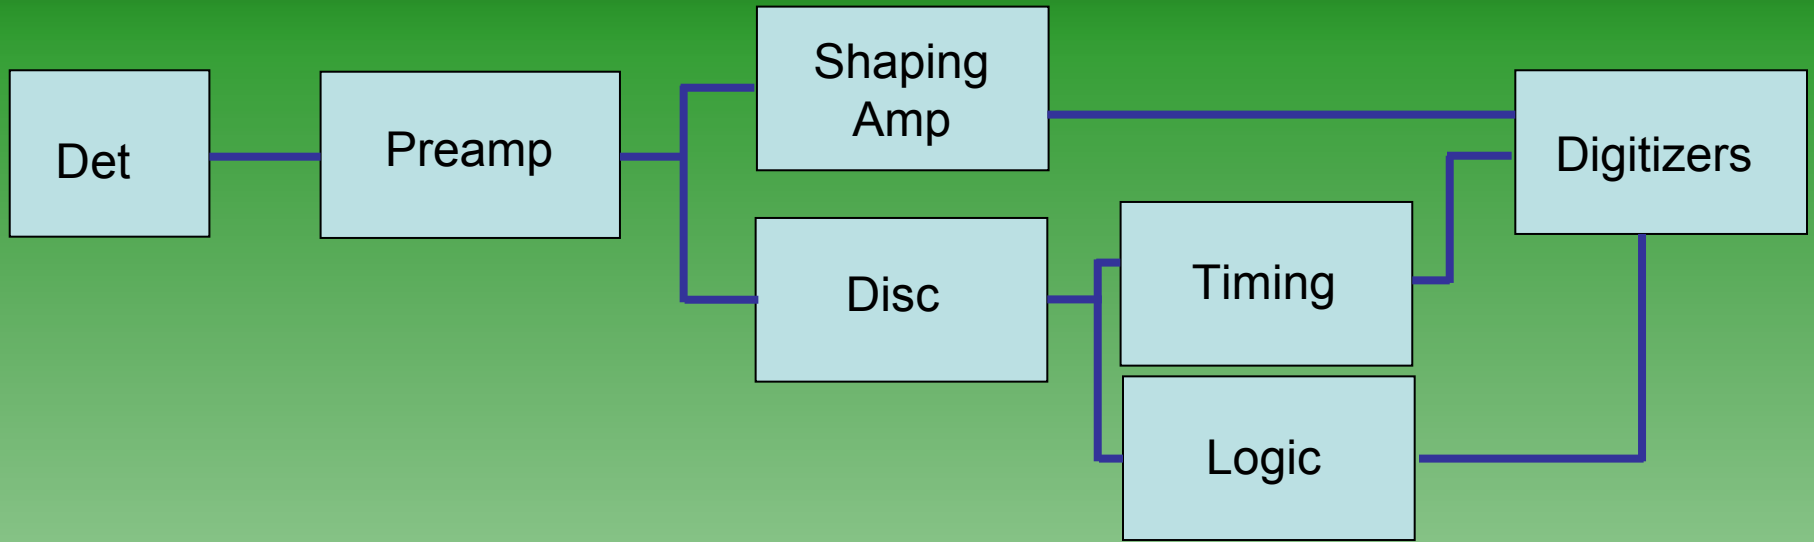 Det
Preamp
Shaping
Amp
Disc
Timing
Logic
Digitizers